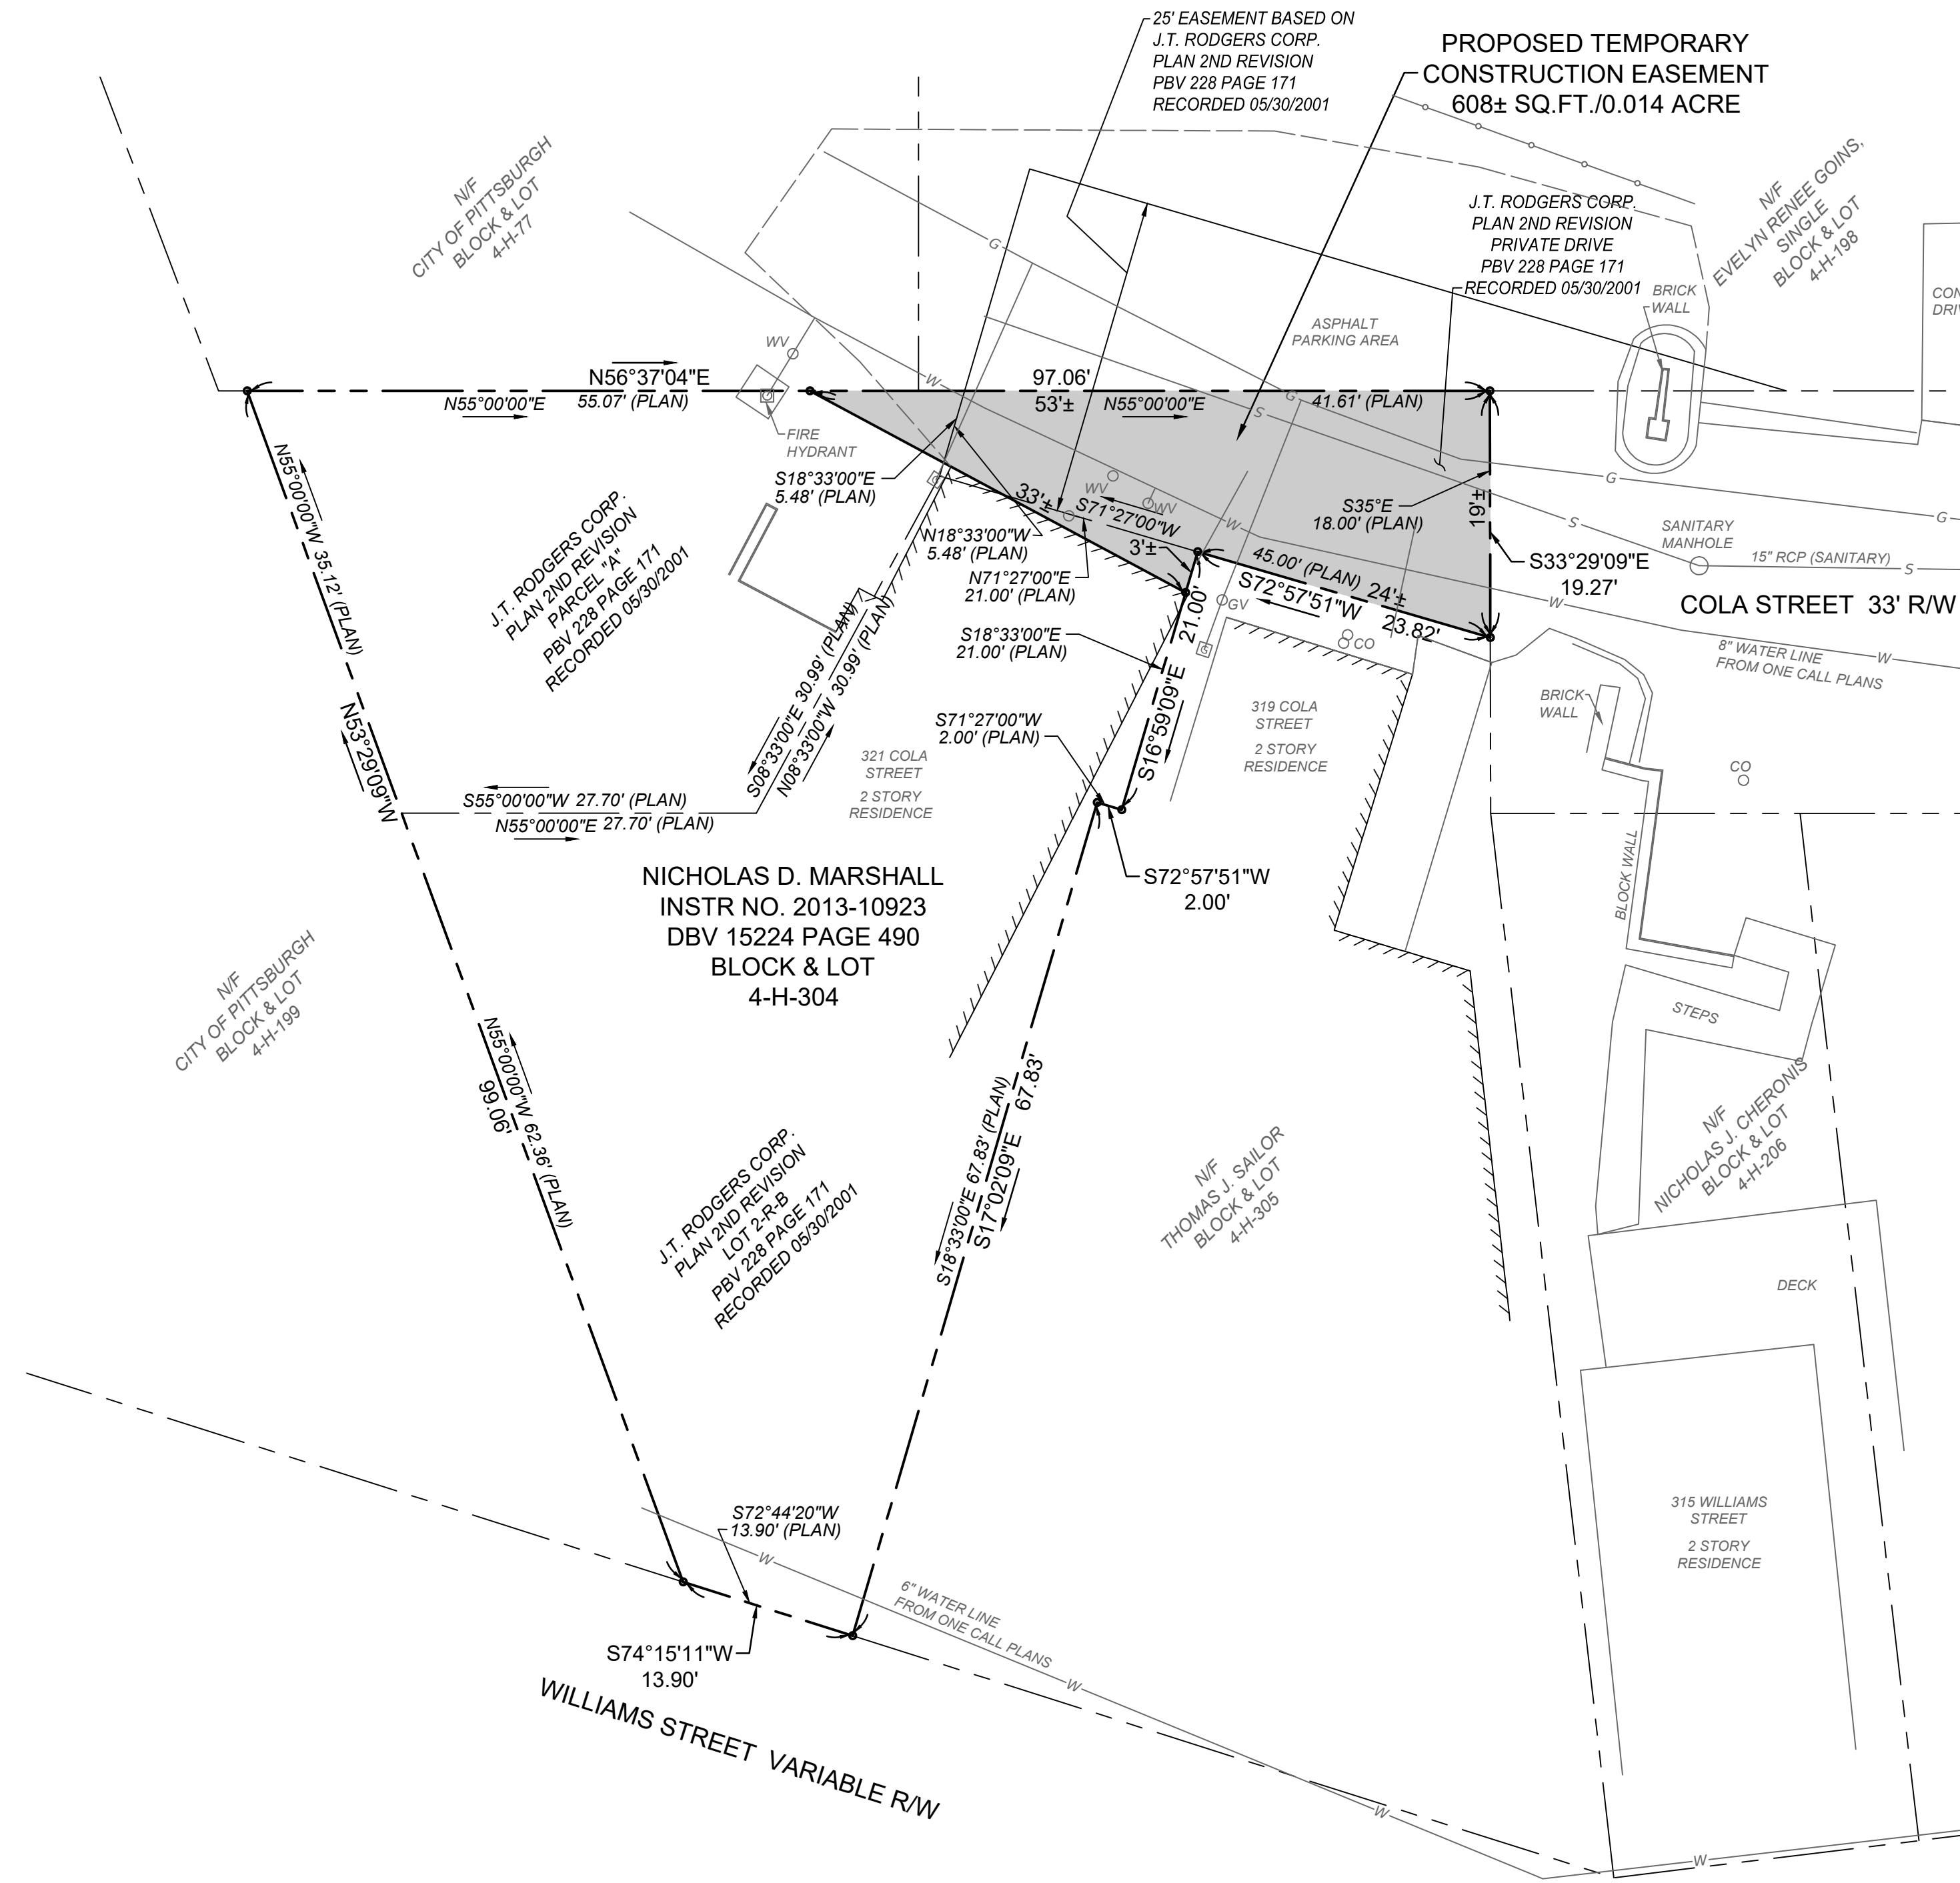 25' EASEMENT BASED ON
J.T. RODGERS CORP.
PLAN 2ND REVISION
PBV 228 PAGE 171
RECORDED 05/30/2001
PROPOSED TEMPORARY
CONSTRUCTION EASEMENT
608± SQ.FT./0.014 ACRE
N/F
CITY OF PITTSBURGH
BLOCK & LOT
4-H-77
J.T. RODGERS CORP.
PLAN 2ND REVISION
PRIVATE DRIVE
PBV 228 PAGE 171
RECORDED 05/30/2001
N/F
EVELYN RENEE GOINS,
SINGLE
BLOCK & LOT
4-H-198
BRICK
WALL
CON
DRIV
ASPHALT
PARKING AREA
G
WV
N56°37'04"E
97.06'
N55°00'00"E
55.07' (PLAN)
53'±
N55°00'00"E
41.61' (PLAN)
W
G
S
FIRE
HYDRANT
S18°33'00"E
5.48' (PLAN)
N55°00'00"W 35.12' (PLAN)
J.T. RODGERS CORP.
PLAN 2ND REVISION
PARCEL "A"
PBV 228 PAGE 171
RECORDED 05/30/2001
G
33'±
WV
WV
S71°27'00"W
W
N18°33'00"W
5.48' (PLAN)
3'±
N71°27'00"E
21.00' (PLAN)
S35°E
18.00' (PLAN)
19'±
G
S
G
SANITARY
MANHOLE
15" RCP (SANITARY)
S
S33°29'09"E
19.27'
45.00' (PLAN)
24'±
S72°57'51"W
23.82'
W
COLA STREET 33' R/W
GV
CO
G
21.00'
S18°33'00"E
21.00' (PLAN)
S16°59'09"E
8" WATER LINE
FROM ONE CALL PLANS
W
S08°33'00"E 30.99' (PLAN)
N08°33'00"W 30.99' (PLAN)
S71°27'00"W
2.00' (PLAN)
319 COLA
STREET
2 STORY
RESIDENCE
BRICK
WALL
CO
N53°29'09"W
321 COLA
STREET
2 STORY
RESIDENCE
S55°00'00"W 27.70' (PLAN)
N55°00'00"E 27.70' (PLAN)
BLOCK WALL
NICHOLAS D. MARSHALL
INSTR NO. 2013-10923
DBV 15224 PAGE 490
BLOCK & LOT
4-H-304
S72°57'51"W
2.00'
N/F
CITY OF PITTSBURGH
BLOCK & LOT
4-H-199
STEPS
N55°00'00"W 62.36' (PLAN)
99.06'
S18°33'00"E 67.83' (PLAN)
S17°02'09"E 67.83'
N/F
NICHOLAS J. CHERONIS
BLOCK & LOT
4-H-206
J.T. RODGERS CORP.
PLAN 2ND REVISION
LOT 2-R-B
PBV 228 PAGE 171
RECORDED 05/30/2001
N/F
THOMAS J. SAILOR
BLOCK & LOT
4-H-305
DECK
S72°44'20"W
13.90' (PLAN)
W
315 WILLIAMS
STREET
2 STORY
RESIDENCE
6" WATER LINE
FROM ONE CALL PLANS
S74°15'11"W
13.90'
W
WILLIAMS STREET VARIABLE R/W
W
W